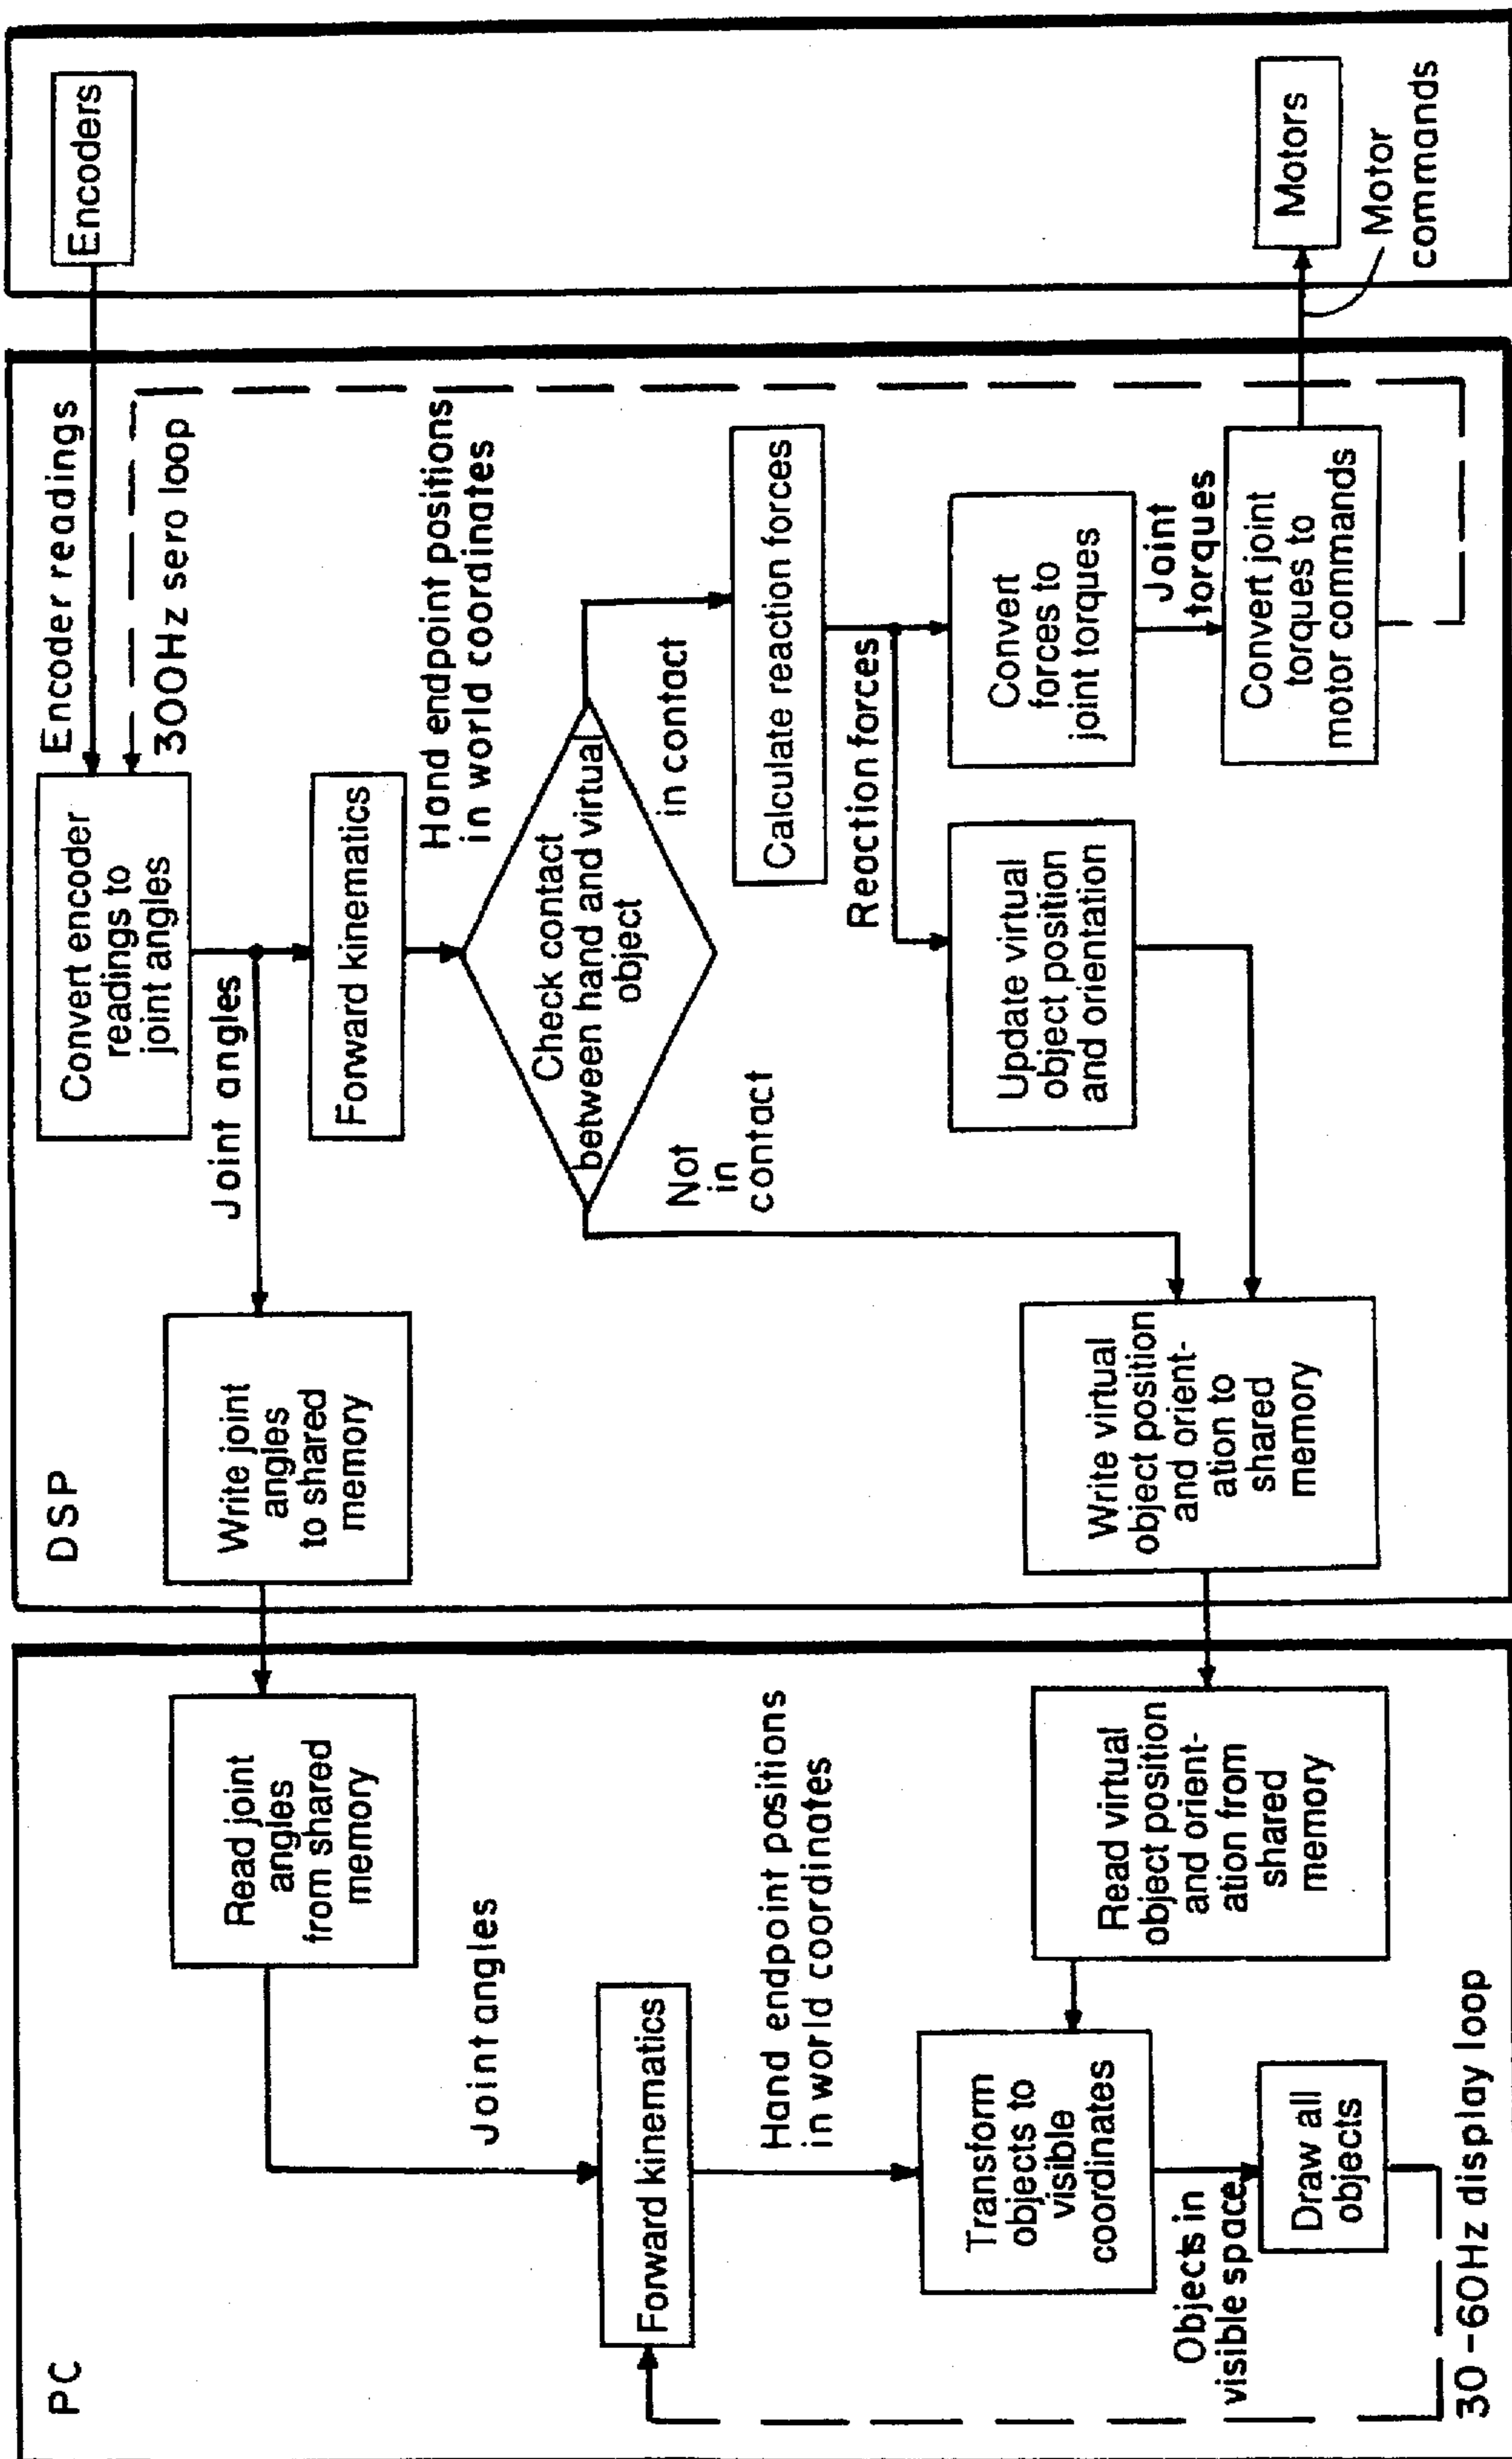 PC
Read joint
angles
from shared
memory
Joint angles
Forward kinematics
Hand endpoint positions
in world coordinates
Transform
objects to
visible
coordinates
Read virtual
object position
and orient-
ation from
shared
memory
Objects in
visible space
Draw all
objects
30-60Hz display loop
DSP
Write joint
angles
to shared
memory
Joint angles
Convert encoder
readings to
joint angles
Encoder readings
300Hz sero loop
Forward kinematics
Hand endpoint positions
in world coordinates
Check contact
between hand and virtual
object
Not
in
contact
in contact
Calculate reaction forces
Reaction forces
Write virtual
object position
and orient-
ation to
shared
memory
Update virtual
object position
and orientation
Convert
forces to
joint torques
Joint
torques
Convert joint
torques to
motor commands
Encoders
Motors
Motor
commands